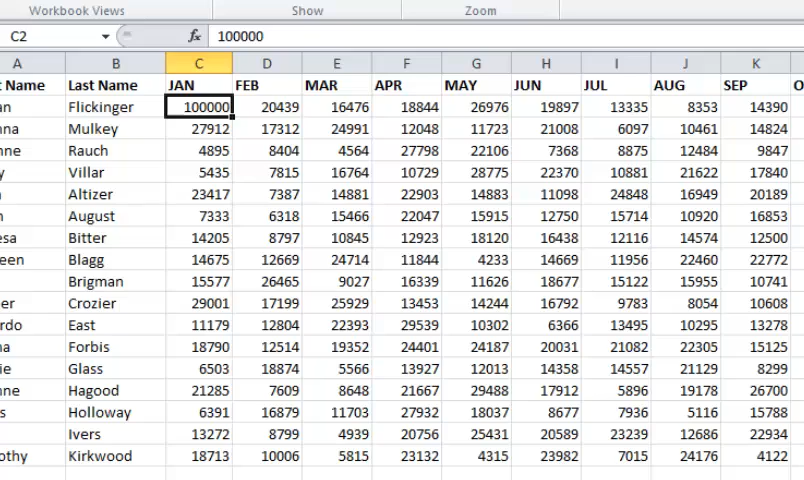 Workbook Views Show Zoom
C2 fx 100000
A B C D E F G H I J K
t Name Last Name JAN FEB MAR APR MAY JUN JUL AUG SEP O
an Flickinger 100000 20439 16476 18844 26976 19897 13335 8353 14390
nna Mulkey 27912 17312 24991 12048 11723 21008 6097 10461 14824
nne Rauch 4895 8404 4564 27798 22106 7368 8875 12484 9847
y Villar 5435 7815 16764 10729 28775 22370 10881 21622 17840
Altizer 23417 7387 14881 22903 14883 11098 24848 16949 20189
n August 7333 6318 15466 22047 15915 12750 15714 10920 16853
esa Bitter 14205 8797 10845 12923 18120 16438 12116 14574 12500
een Blagg 14675 12669 24714 11844 4233 14669 11956 22460 22772
Brigman 15577 26465 9027 16339 11626 18677 15122 15955 10741
er Crozier 29001 17199 25929 13453 14244 16792 9783 8054 10608
rdo East 11179 12804 22393 29539 10302 6366 13495 10295 13278
na Forbis 18790 12514 19352 24401 24187 20031 21082 22305 15125
ie Glass 6503 18874 5566 13927 12013 14358 14557 21129 8299
nne Hagood 21285 7609 8648 21667 29488 17912 5896 19178 26700
s Holloway 6391 16879 11703 27932 18037 8677 7936 5116 15788
Ivers 13272 8799 4939 20756 25431 20589 23239 12686 22934
othy Kirkwood 18713 10006 5815 23132 4315 23982 7015 24176 4122